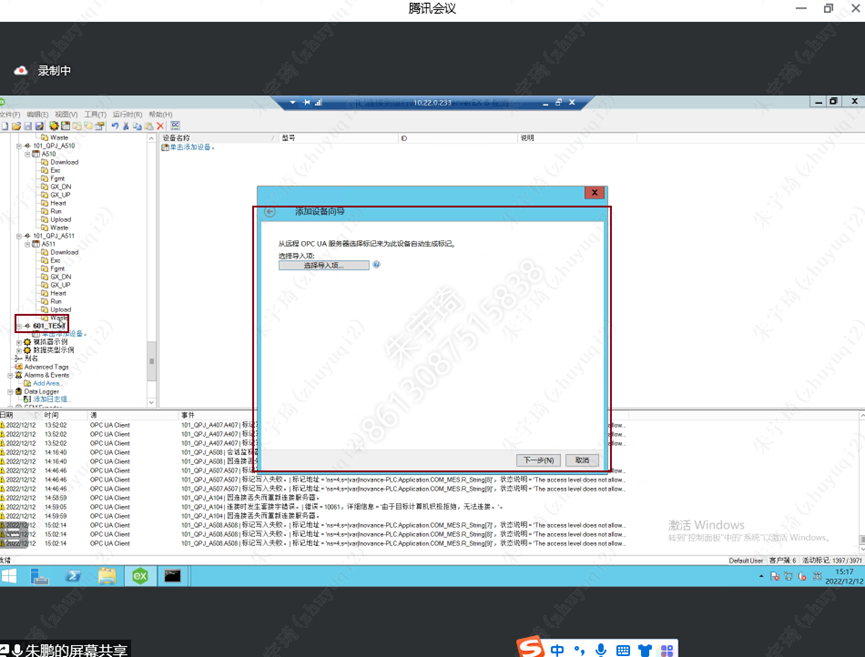 腾讯会议
录制中
10.22.0.233
文件(F) 编辑(E) 视图(V) 工具(T) 运行时(R) 帮助(H)
设备名称 型号 ID 说明
单击添加设备。
Waste
101_QPJ_A510
A510
Download
Exc
Fgmt
GX_DN
GX_UP
Heart
Run
Upload
Waste
101_QPJ_A511
A511
Download
Exc
Fgmt
GX_DN
GX_UP
Heart
Run
Upload
Waste
601_TEST
单击添加设备。
模拟器示例
数据类型示例
别名
Advanced Tags
Alarms & Events
Add Area...
Data Logger
添加日志组...
添加设备向导
从远程 OPC UA 服务器选择标记来为此设备自动生成标记。
选择导入项:
选择导入项...
下一步(N) 取消
日期 时间 源 事件
2022/12/12 13:52:02 OPC UA Client 101_QPJ_A407.A407 | 标记
2022/12/12 13:52:02 OPC UA Client 101_QPJ_A407.A407 | 标记
2022/12/12 13:52:02 OPC UA Client 101_QPJ_A407.A407 | 标记
2022/12/12 14:16:40 OPC UA Client 101_QPJ_A508 | 会话监视
2022/12/12 14:16:40 OPC UA Client 101_QPJ_A508 | 因连接丢
2022/12/12 14:46:46 OPC UA Client 101_QPJ_A507.A507 | 标记
2022/12/12 14:46:46 OPC UA Client 101_QPJ_A507.A507 | 标记写入失败。 | 标记地址 = 'ns=4;s=|var|Inovance-PLC.Application.COM_MES.R_String[8]'，状态说明 = 'The access level does not allow...
2022/12/12 14:46:46 OPC UA Client 101_QPJ_A507.A507 | 标记写入失败。 | 标记地址 = 'ns=4;s=|var|Inovance-PLC.Application.COM_MES.R_String[9]'，状态说明 = 'The access level does not allow...
2022/12/12 14:58:59 OPC UA Client 101_QPJ_A104 | 因连接丢失而重新连接服务器。
2022/12/12 14:59:05 OPC UA Client 101_QPJ_A104 | 连接时发生套接字错误。 | 错误 = 10061，详细信息 = '由于目标计算机积极拒绝，无法连接。'。
2022/12/12 14:59:09 OPC UA Client 101_QPJ_A104 | 因连接丢失而重新连接服务器。
2022/12/12 15:02:14 OPC UA Client 101_QPJ_A508.A508 | 标记写入失败。 | 标记地址 = 'ns=4;s=|var|Inovance-PLC.Application.COM_MES.R_String[7]'，状态说明 = 'The access level does not allow...
15:02:14 OPC UA Client 101_QPJ_A508.A508 | 标记写入失败。 | 标记地址 = 'ns=4;s=|var|Inovance-PLC.Application.COM_MES.R_String[8]'，状态说明 = 'The access level does not allow...
15:02:14 OPC UA Client 101_QPJ_A508.A508 | 标记写入失败。 | 标记地址 = 'ns=4;s=|var|Inovance-PLC.Application.COM_MES.R_String[9]'，状态说明 = 'The access level does not allow...
激活 Windows
转到"控制面板"中的"系统"以激活 Windows。
就绪 Default User 客户端: 6 活动标记: 1397/3971
15:17
2022/12/12
朱宇琦(zhuyuqi2)
朱宇琦
+8613087515838
朱鹏的屏幕共享
中